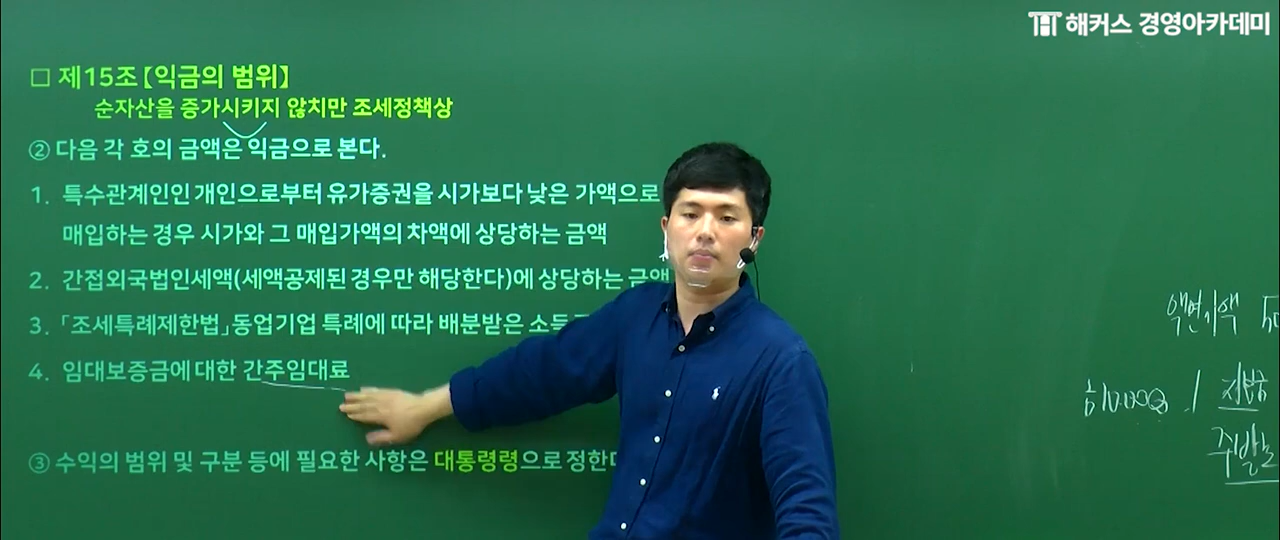 해커스 경영아카데미
□ 제15조【익금의 범위】
순자산을 증가시키지 않치만 조세정책상
② 다음 각 호의 금액은 익금으로 본다.
1. 특수관계인인 개인으로부터 유가증권을 시가보다 낮은 가액으로
매입하는 경우 시가와 그 매입가액의 차액에 상당하는 금액
2. 간접외국법인세액(세액공제된 경우만 해당한다)에 상당하는 금액
3. 「조세특례제한법」동업기업 특례에 따라 배분받은 소득
4. 임대보증금에 대한 간주임대료
③ 수익의 범위 및 구분 등에 필요한 사항은 대통령령으로 정한
액면가액
주발